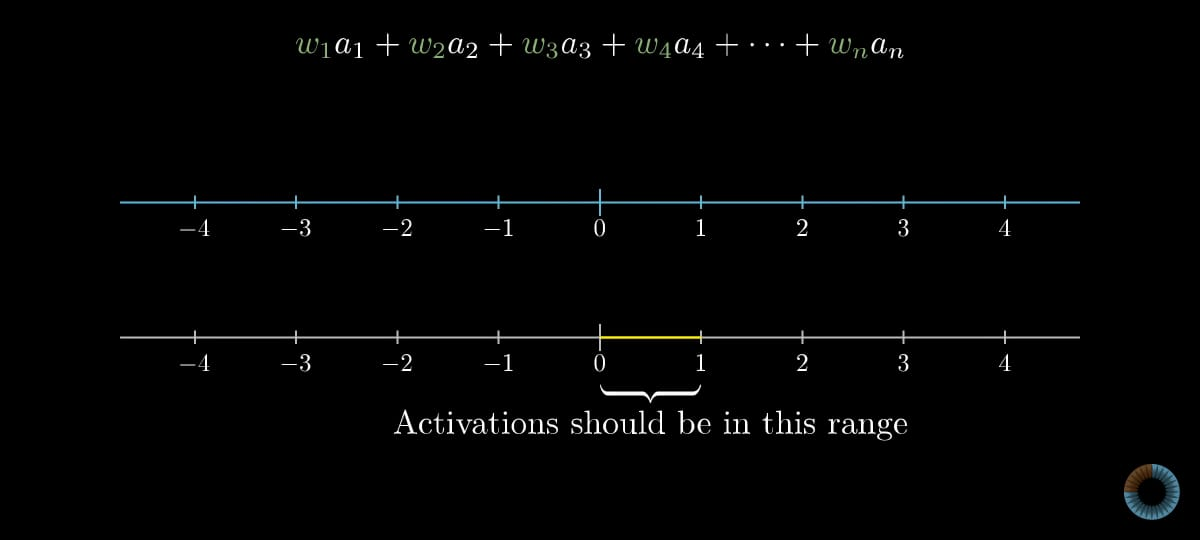 w₁a₁ + w₂a₂ + w₃a₃ + w₄a₄ + ⋯ + wₙaₙ
−4 −3 −2 −1 0 1 2 3 4
−4 −3 −2 −1 0 1 2 3 4
Activations should be in this range